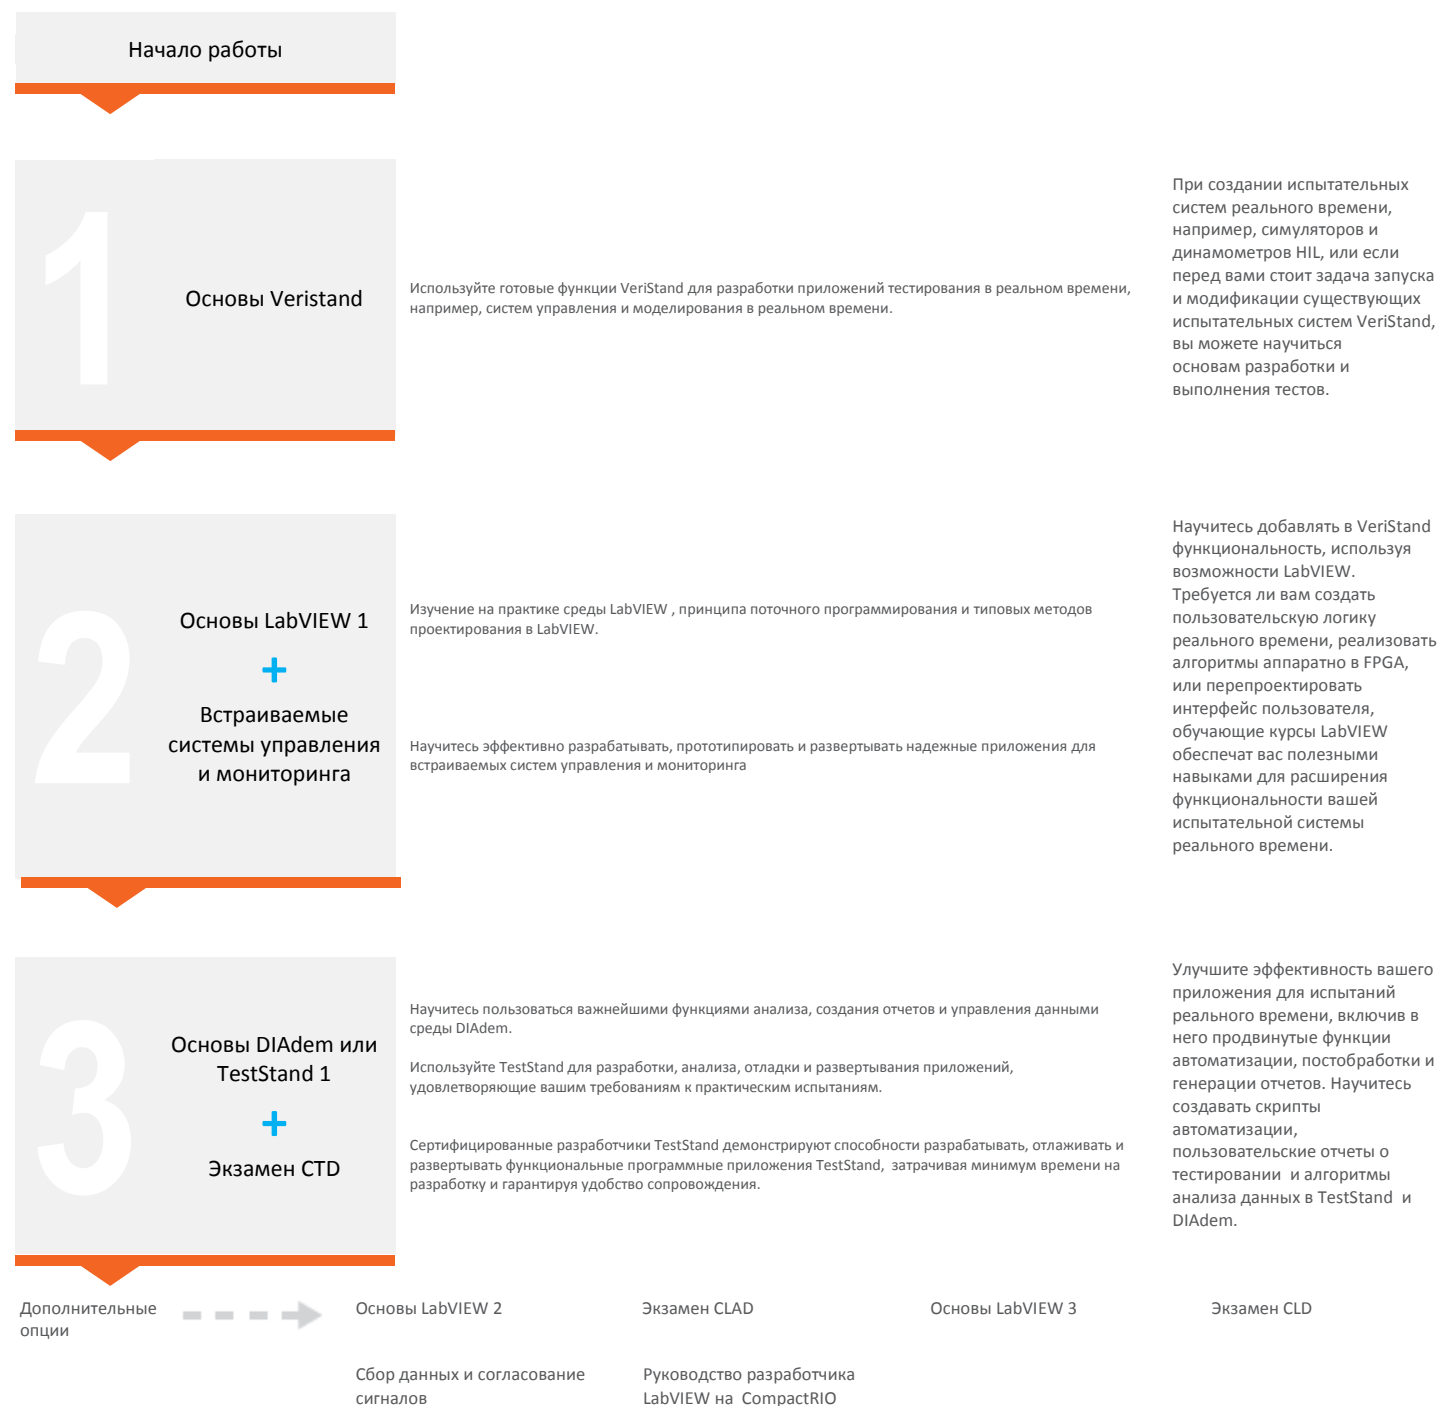 Начало работы
1
Основы Veristand
Используйте готовые функции VeriStand для разработки приложений тестирования в реальном времени,
например, систем управления и моделирования в реальном времени.
При создании испытательных
систем реального времени,
например, симуляторов и
динамометров HIL, или если
перед вами стоит задача запуска
и модификации существующих
испытательных систем VeriStand,
вы можете научиться
основам разработки и
выполнения тестов.
2
Основы LabVIEW 1
+
Встраиваемые
системы управления
и мониторинга
Изучение на практике среды LabVIEW , принципа поточного программирования и типовых методов
проектирования в LabVIEW.
Научитесь эффективно разрабатывать, прототипировать и развертывать надежные приложения для
встраиваемых систем управления и мониторинга
Научитесь добавлять в VeriStand
функциональность, используя
возможности LabVIEW.
Требуется ли вам создать
пользовательскую логику
реального времени, реализовать
алгоритмы аппаратно в FPGA,
или перепроектировать
интерфейс пользователя,
обучающие курсы LabVIEW
обеспечат вас полезными
навыками для расширения
функциональности вашей
испытательной системы
реального времени.
3
Основы DIAdem или
TestStand 1
+
Экзамен CTD
Научитесь пользоваться важнейшими функциями анализа, создания отчетов и управления данными
среды DIAdem.
Используйте TestStand для разработки, анализа, отладки и развертывания приложений,
удовлетворяющие вашим требованиям к практическим испытаниям.
Сертифицированные разработчики TestStand демонстрируют способности разрабатывать, отлаживать и
развертывать функциональные программные приложения TestStand,  затрачивая минимум времени на
разработку и гарантируя удобство сопровождения.
Улучшите эффективность вашего
приложения для испытаний
реального времени, включив в
него продвинутые функции
автоматизации, постобработки и
генерации отчетов. Научитесь
создавать скрипты
автоматизации,
пользовательские отчеты о
тестировании  и алгоритмы
анализа данных в TestStand  и
DIAdem.
Дополнительные
опции
Основы LabVIEW 2
Экзамен CLAD
Основы LabVIEW 3
Экзамен CLD
Сбор данных и согласование
сигналов
Руководство разработчика
LabVIEW на  CompactRIO